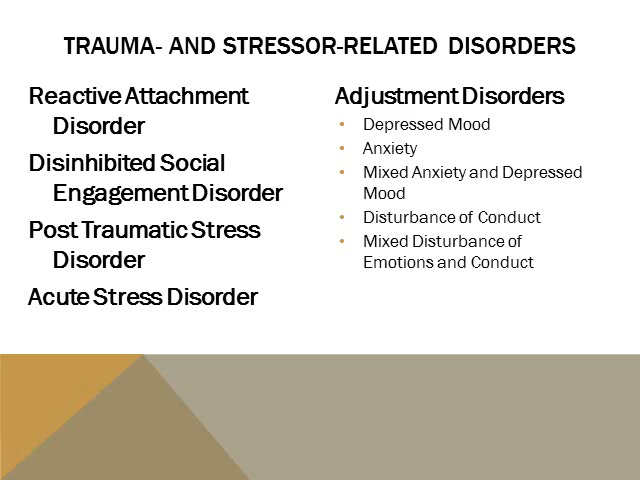 TRAUMA- AND STRESSOR-RELATED DISORDERS
Reactive Attachment
Disorder
Disinhibited Social
Engagement Disorder
Post Traumatic Stress
Disorder
Acute Stress Disorder
Adjustment Disorders
• Depressed Mood
• Anxiety
• Mixed Anxiety and Depressed
Mood
• Disturbance of Conduct
• Mixed Disturbance of
Emotions and Conduct